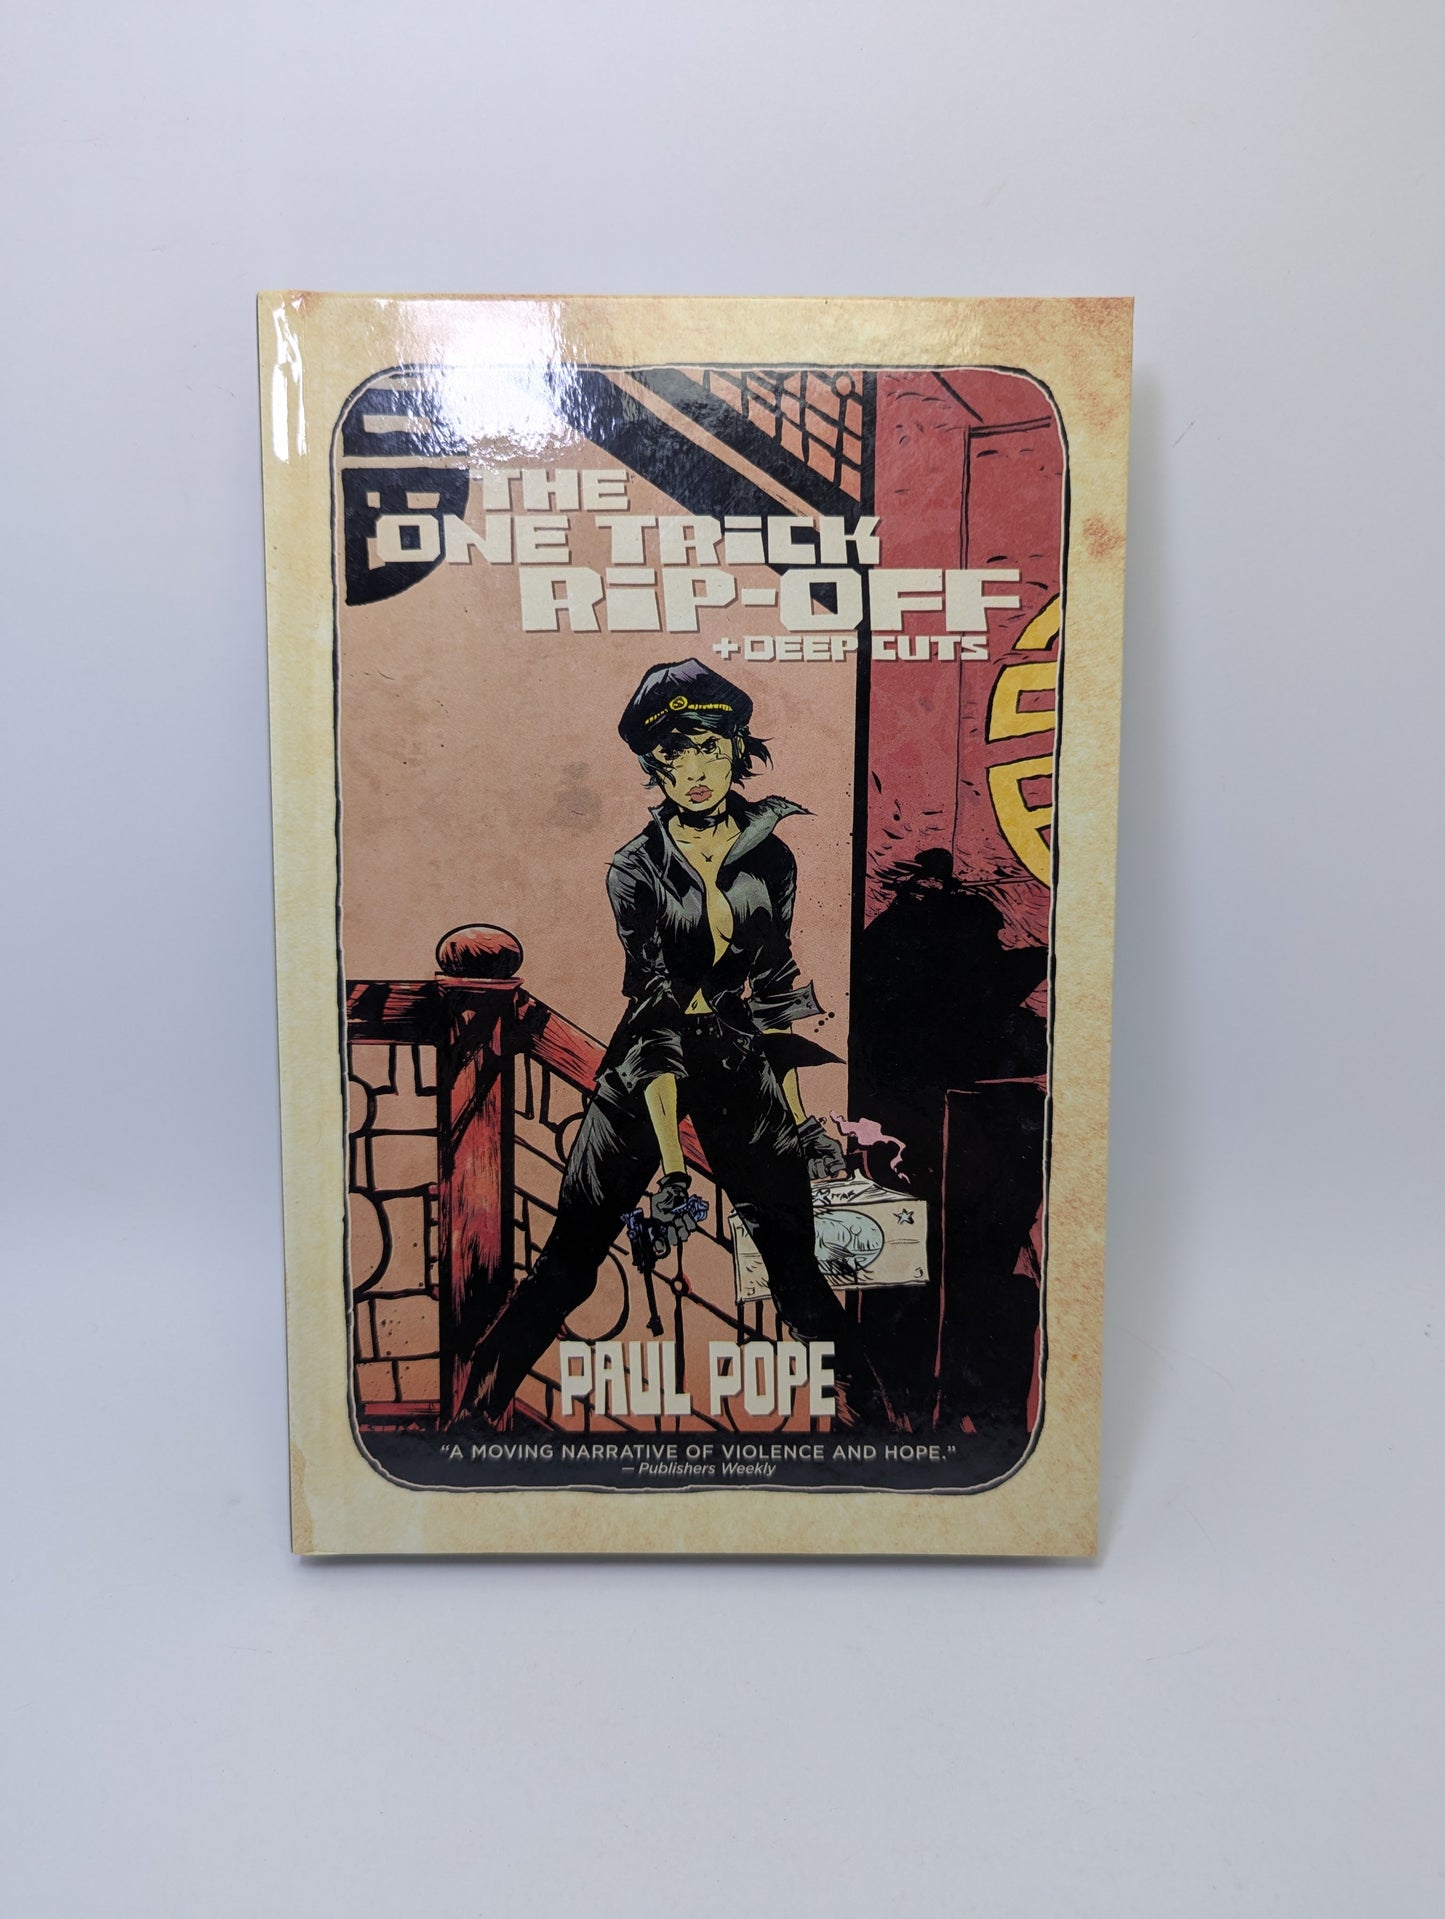 THE
ONE TRiCK
RiP-OFF
+ DEEP CUTS
PAUL POPE
“A MOVING NARRATIVE OF VIOLENCE AND HOPE.”
— Publishers Weekly